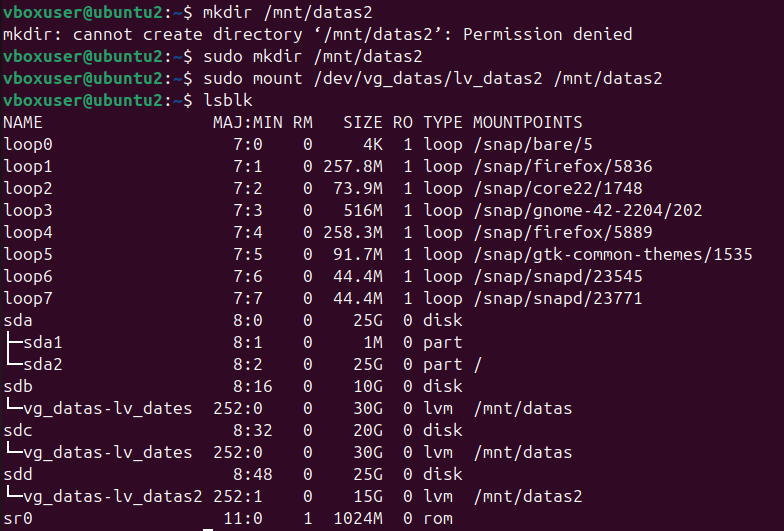 vboxuser@ubuntu2:~$ mkdir /mnt/datas2
mkdir: cannot create directory ‘/mnt/datas2’: Permission denied
vboxuser@ubuntu2:~$ sudo mkdir /mnt/datas2
vboxuser@ubuntu2:~$ sudo mount /dev/vg_datas/lv_datas2 /mnt/datas2
vboxuser@ubuntu2:~$ lsblk
NAME                 MAJ:MIN RM   SIZE RO TYPE MOUNTPOINTS
loop0                  7:0    0     4K  1 loop /snap/bare/5
loop1                  7:1    0 257.8M  1 loop /snap/firefox/5836
loop2                  7:2    0  73.9M  1 loop /snap/core22/1748
loop3                  7:3    0   516M  1 loop /snap/gnome-42-2204/202
loop4                  7:4    0 258.3M  1 loop /snap/firefox/5889
loop5                  7:5    0  91.7M  1 loop /snap/gtk-common-themes/1535
loop6                  7:6    0  44.4M  1 loop /snap/snapd/23545
loop7                  7:7    0  44.4M  1 loop /snap/snapd/23771
sda                    8:0    0    25G  0 disk
├─sda1                 8:1    0     1M  0 part
└─sda2                 8:2    0    25G  0 part /
sdb                    8:16   0    10G  0 disk
└─vg_datas-lv_dates  252:0    0    30G  0 lvm  /mnt/datas
sdc                    8:32   0    20G  0 disk
└─vg_datas-lv_dates  252:0    0    30G  0 lvm  /mnt/datas
sdd                    8:48   0    25G  0 disk
└─vg_datas-lv_datas2 252:1    0    15G  0 lvm  /mnt/datas2
sr0                   11:0    1  1024M  0 rom